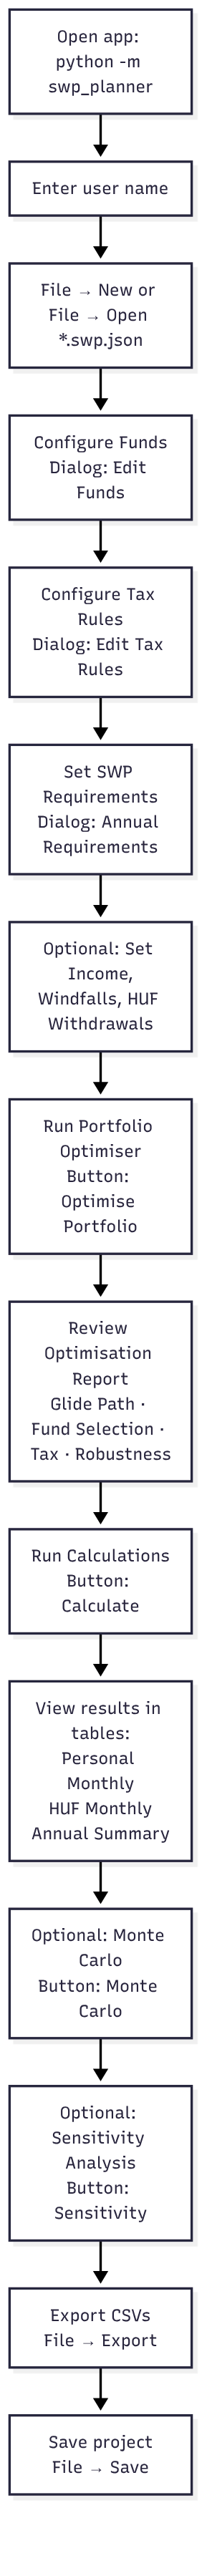 Open app:
python -m
swp_planner
Enter user name
File → New or
File → Open
*.swp.json
Configure Funds
Dialog: Edit
Funds
Configure Tax
Rules
Dialog: Edit Tax
Rules
Set SWP
Requirements
Dialog: Annual
Requirements
Optional: Set
Income,
Windfalls, HUF
Withdrawals
Run Portfolio
Optimiser
Button:
Optimise
Portfolio
Review
Optimisation
Report
Glide Path ·
Fund Selection ·
Tax · Robustness
Run Calculations
Button:
Calculate
View results in
tables:
Personal
Monthly
HUF Monthly
Annual Summary
Optional: Monte
Carlo
Button: Monte
Carlo
Optional:
Sensitivity
Analysis
Button:
Sensitivity
Export CSVs
File → Export
Save project
File → Save